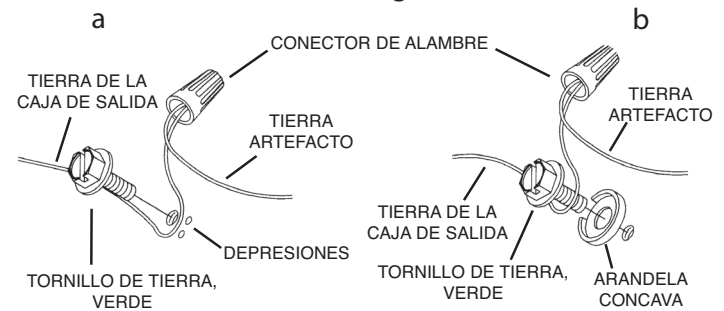 a
b
CONECTOR DE ALAMBRE
TIERRA DE LA
CAJA DE SALIDA
TIERRA
ARTEFACTO
DEPRESIONES
TORNILLO DE TIERRA,
VERDE
TIERRA
ARTEFACTO
TIERRA DE LA
CAJA DE SALIDA
TORNILLO DE TIERRA,
VERDE
ARANDELA
CONCAVA